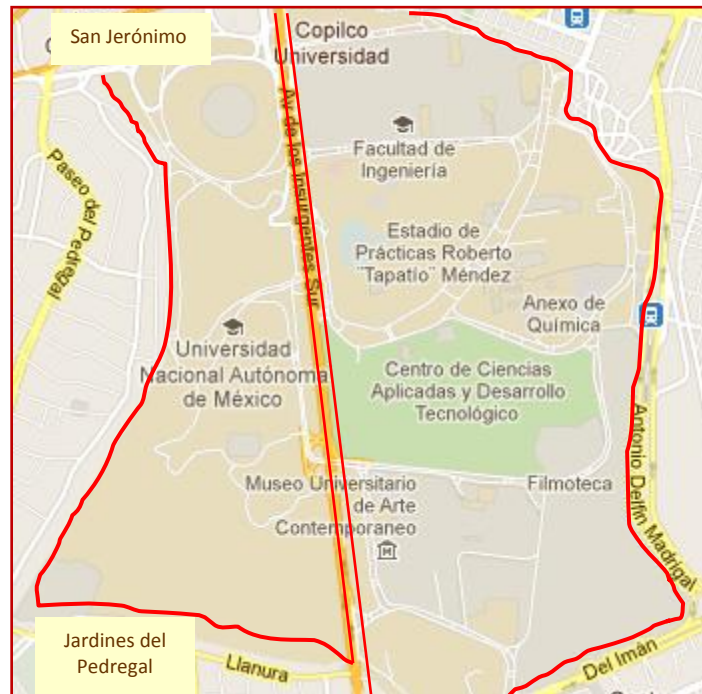 San Jerónimo
Copilco
Universidad
Av de los Insurgentes Sur
Facultad de
Ingeniería
Paseo del Pedregal
Estadio de
Prácticas Roberto
"Tapatío" Méndez
Anexo de
Química
Universidad
Nacional Autónoma
de México
Centro de Ciencias
Aplicadas y Desarrollo
Tecnológico
Antonio Delfín Madrigal
Museo Universitario
de Arte
Contemporaneo
Filmoteca
Jardines del
Pedregal
Llanura
Del Imán